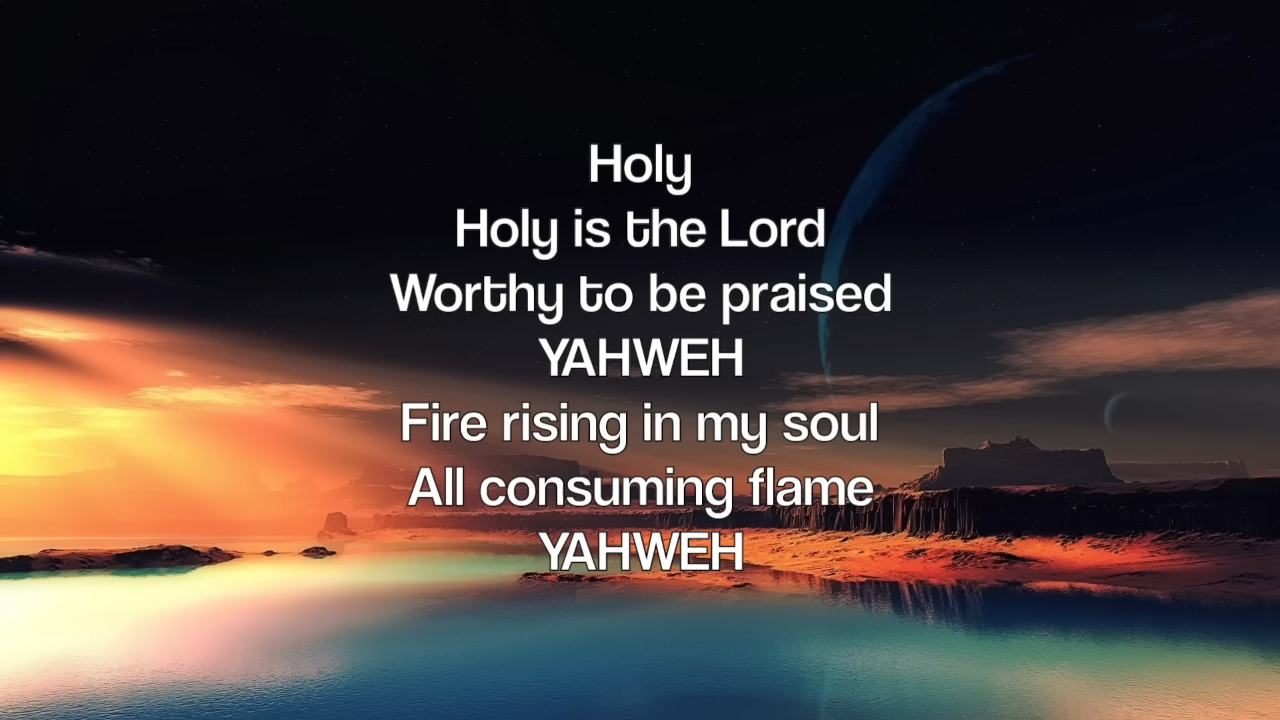 Holy
Holy is the Lord
Worthy to be praised
YAHWEH
Fire rising in my soul
All consuming flame
YAHWEH